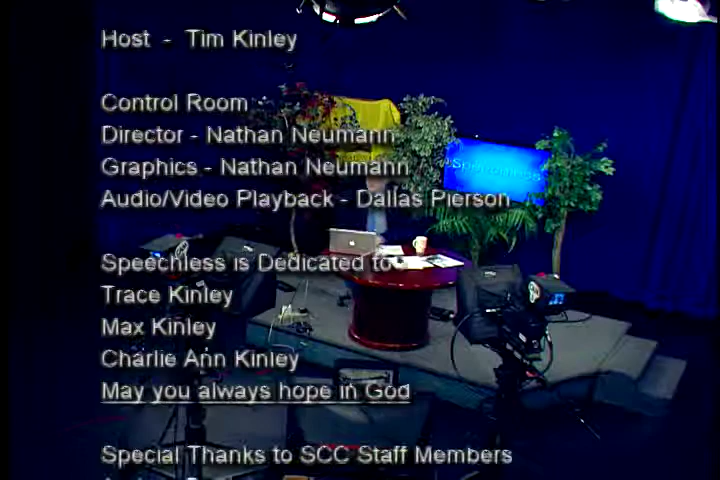 Host - Tim Kinley
Control Room
Director - Nathan Neumann
Graphics - Nathan Neumann
Audio/Video Playback - Dallas Pierson
Speechless
Speechless is Dedicated to
Trace Kinley
Max Kinley
Charlie Ann Kinley
May you always hope in God
Special Thanks to SCC Staff Members